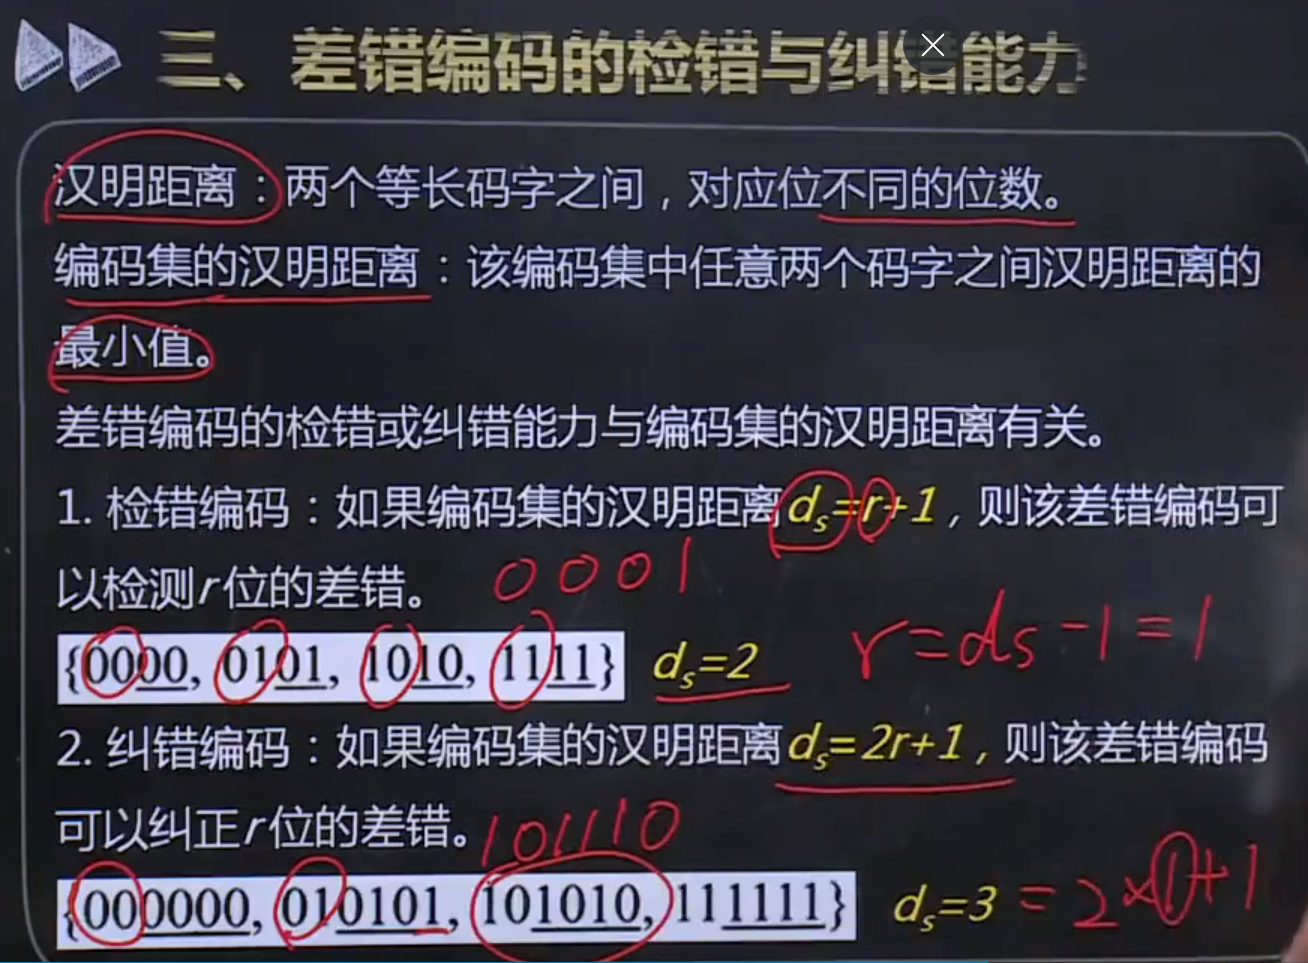 三、差错编码的检错与纠错能力
汉明距离：两个等长码字之间，对应位不同的位数。
编码集的汉明距离：该编码集中任意两个码字之间汉明距离的
最小值。
差错编码的检错或纠错能力与编码集的汉明距离有关。
1. 检错编码：如果编码集的汉明距离dₛ=r+1，则该差错编码可
以检测r位的差错。 0001
{0000, 0101, 1010, 1111} dₛ=2 r=ds-1=1
2. 纠错编码：如果编码集的汉明距离dₛ=2r+1，则该差错编码
可以纠正r位的差错。 101110
{000000, 010101, 101010, 111111} dₛ=3 =2×1+1